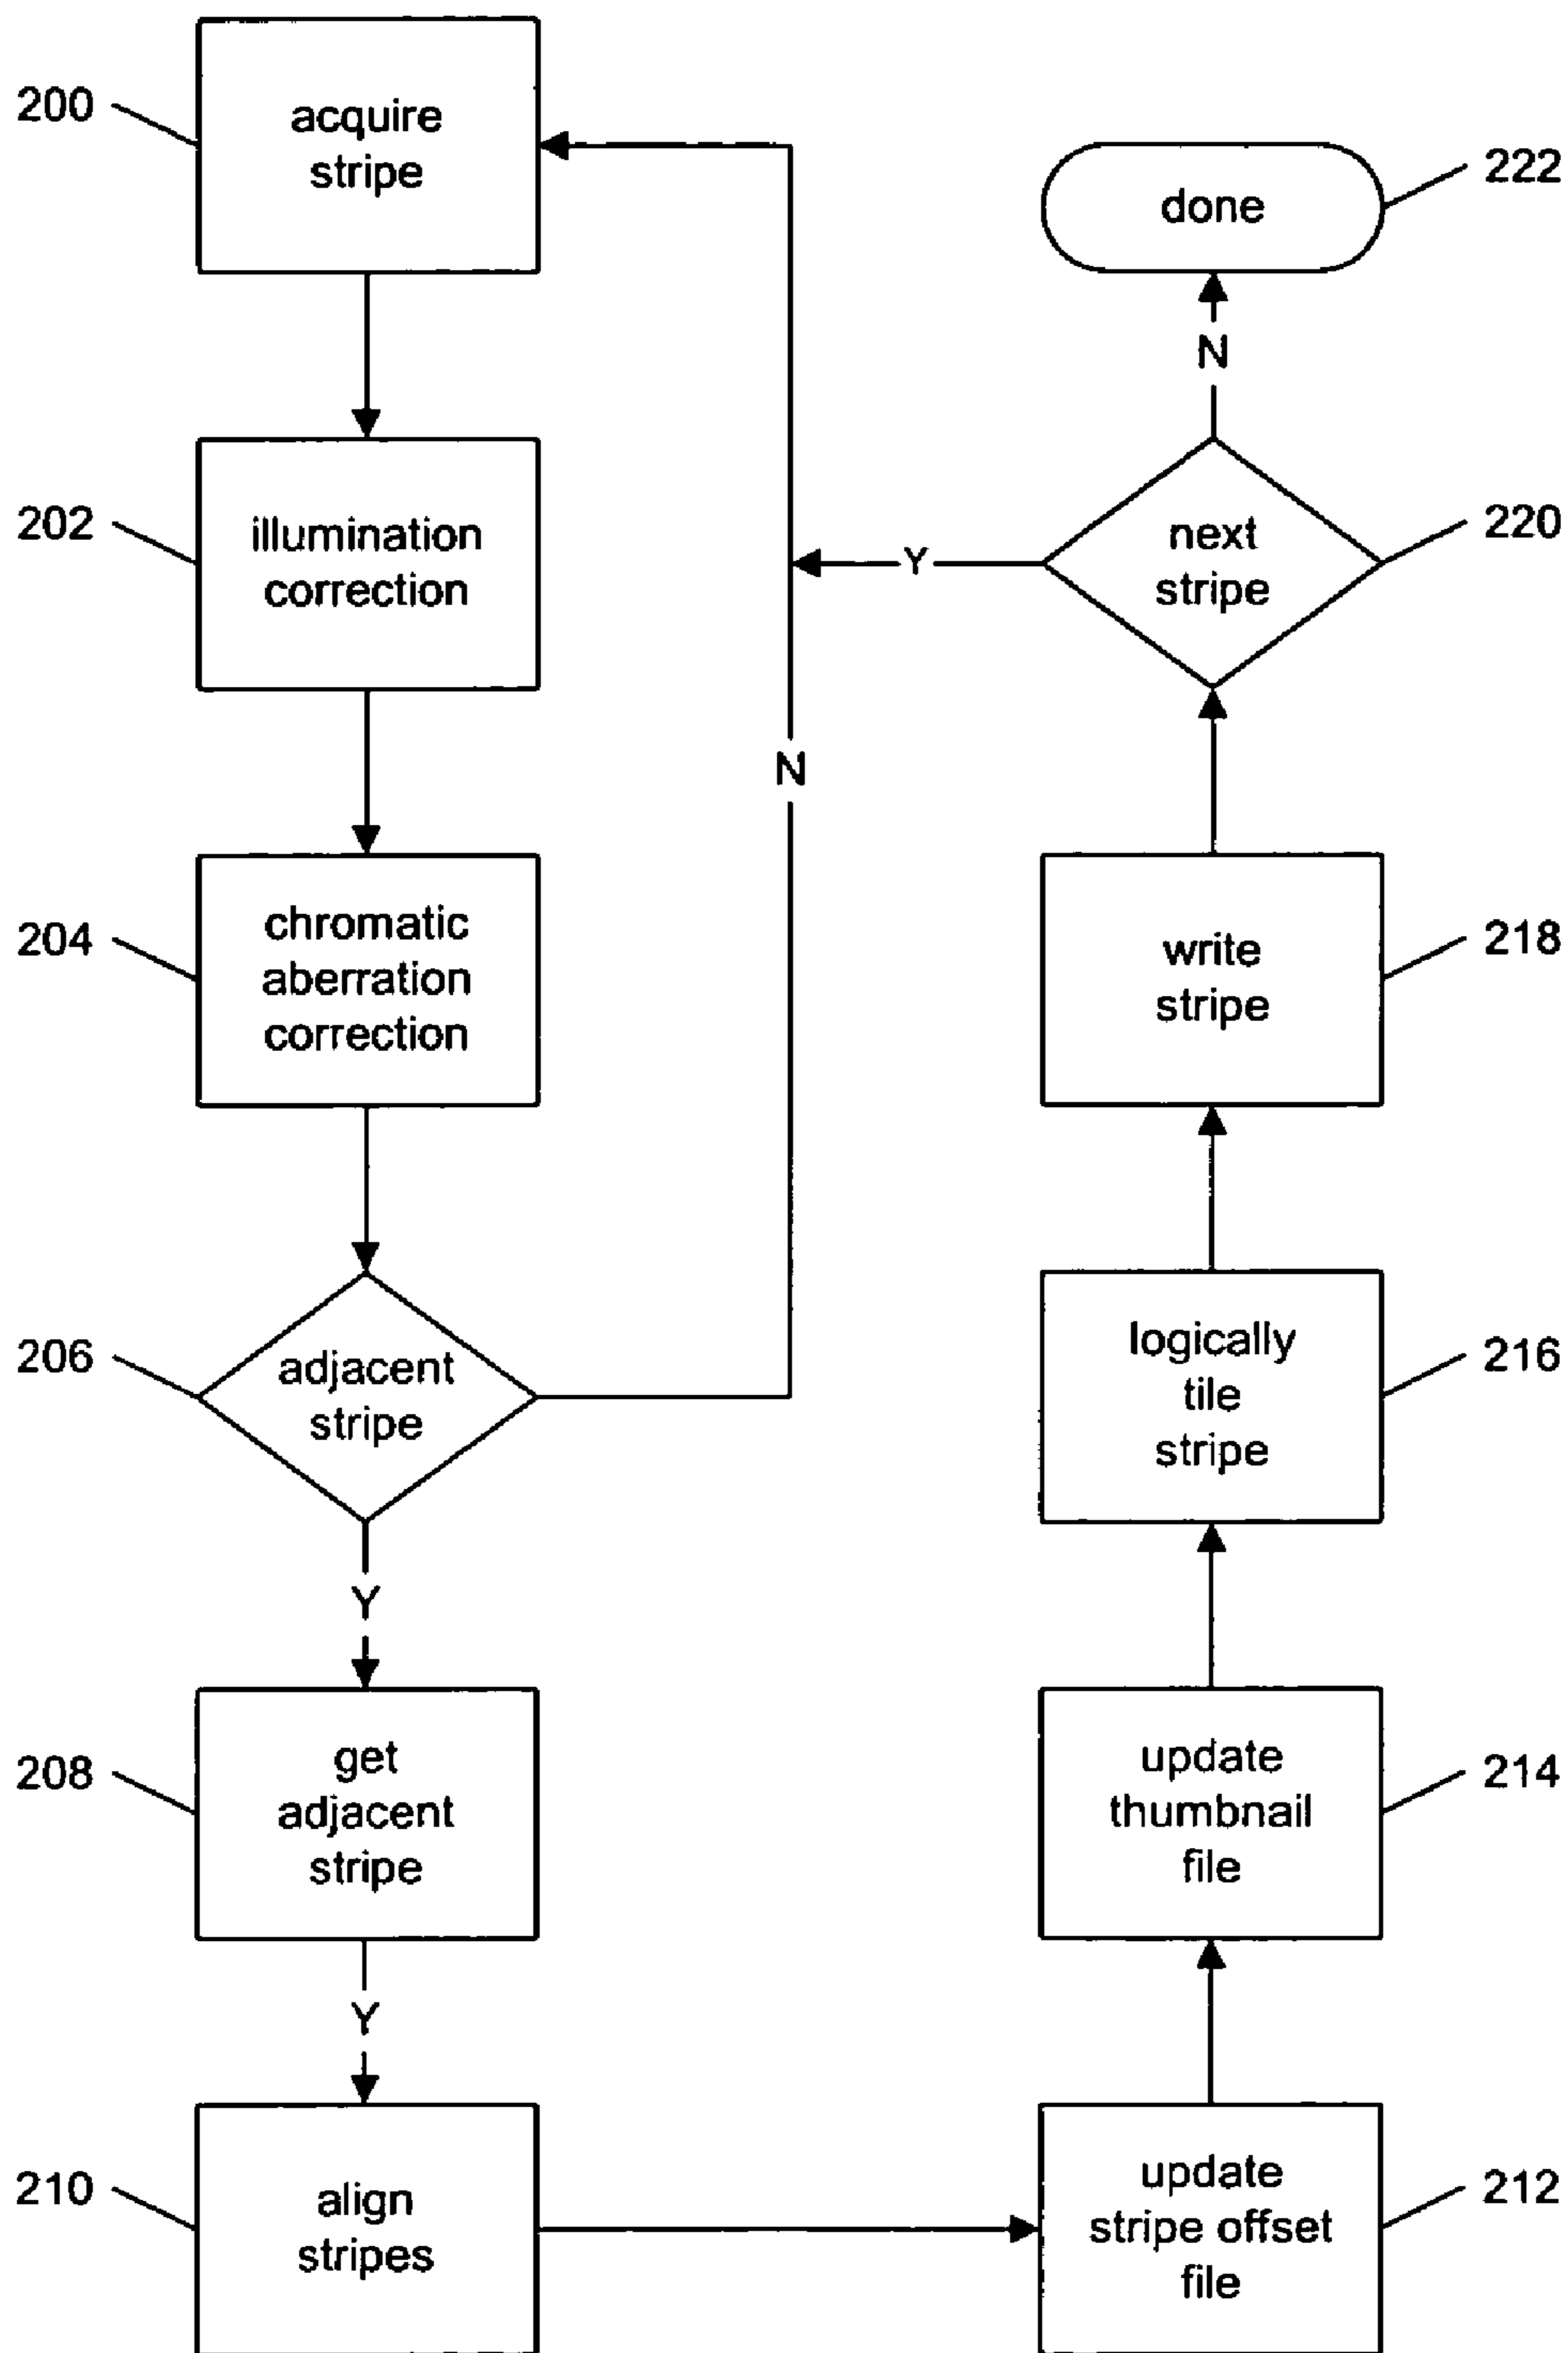 200
acquire
stripe
202
illumination
correction
204
chromatic
aberration
correction
206
adjacent
stripe
N
Y
208
get
adjacent
stripe
Y
210
align
stripes
update
stripe offset
file
212
update
thumbnail
file
214
logically
tile
stripe
216
write
stripe
218
next
stripe
220
Y
N
done
222